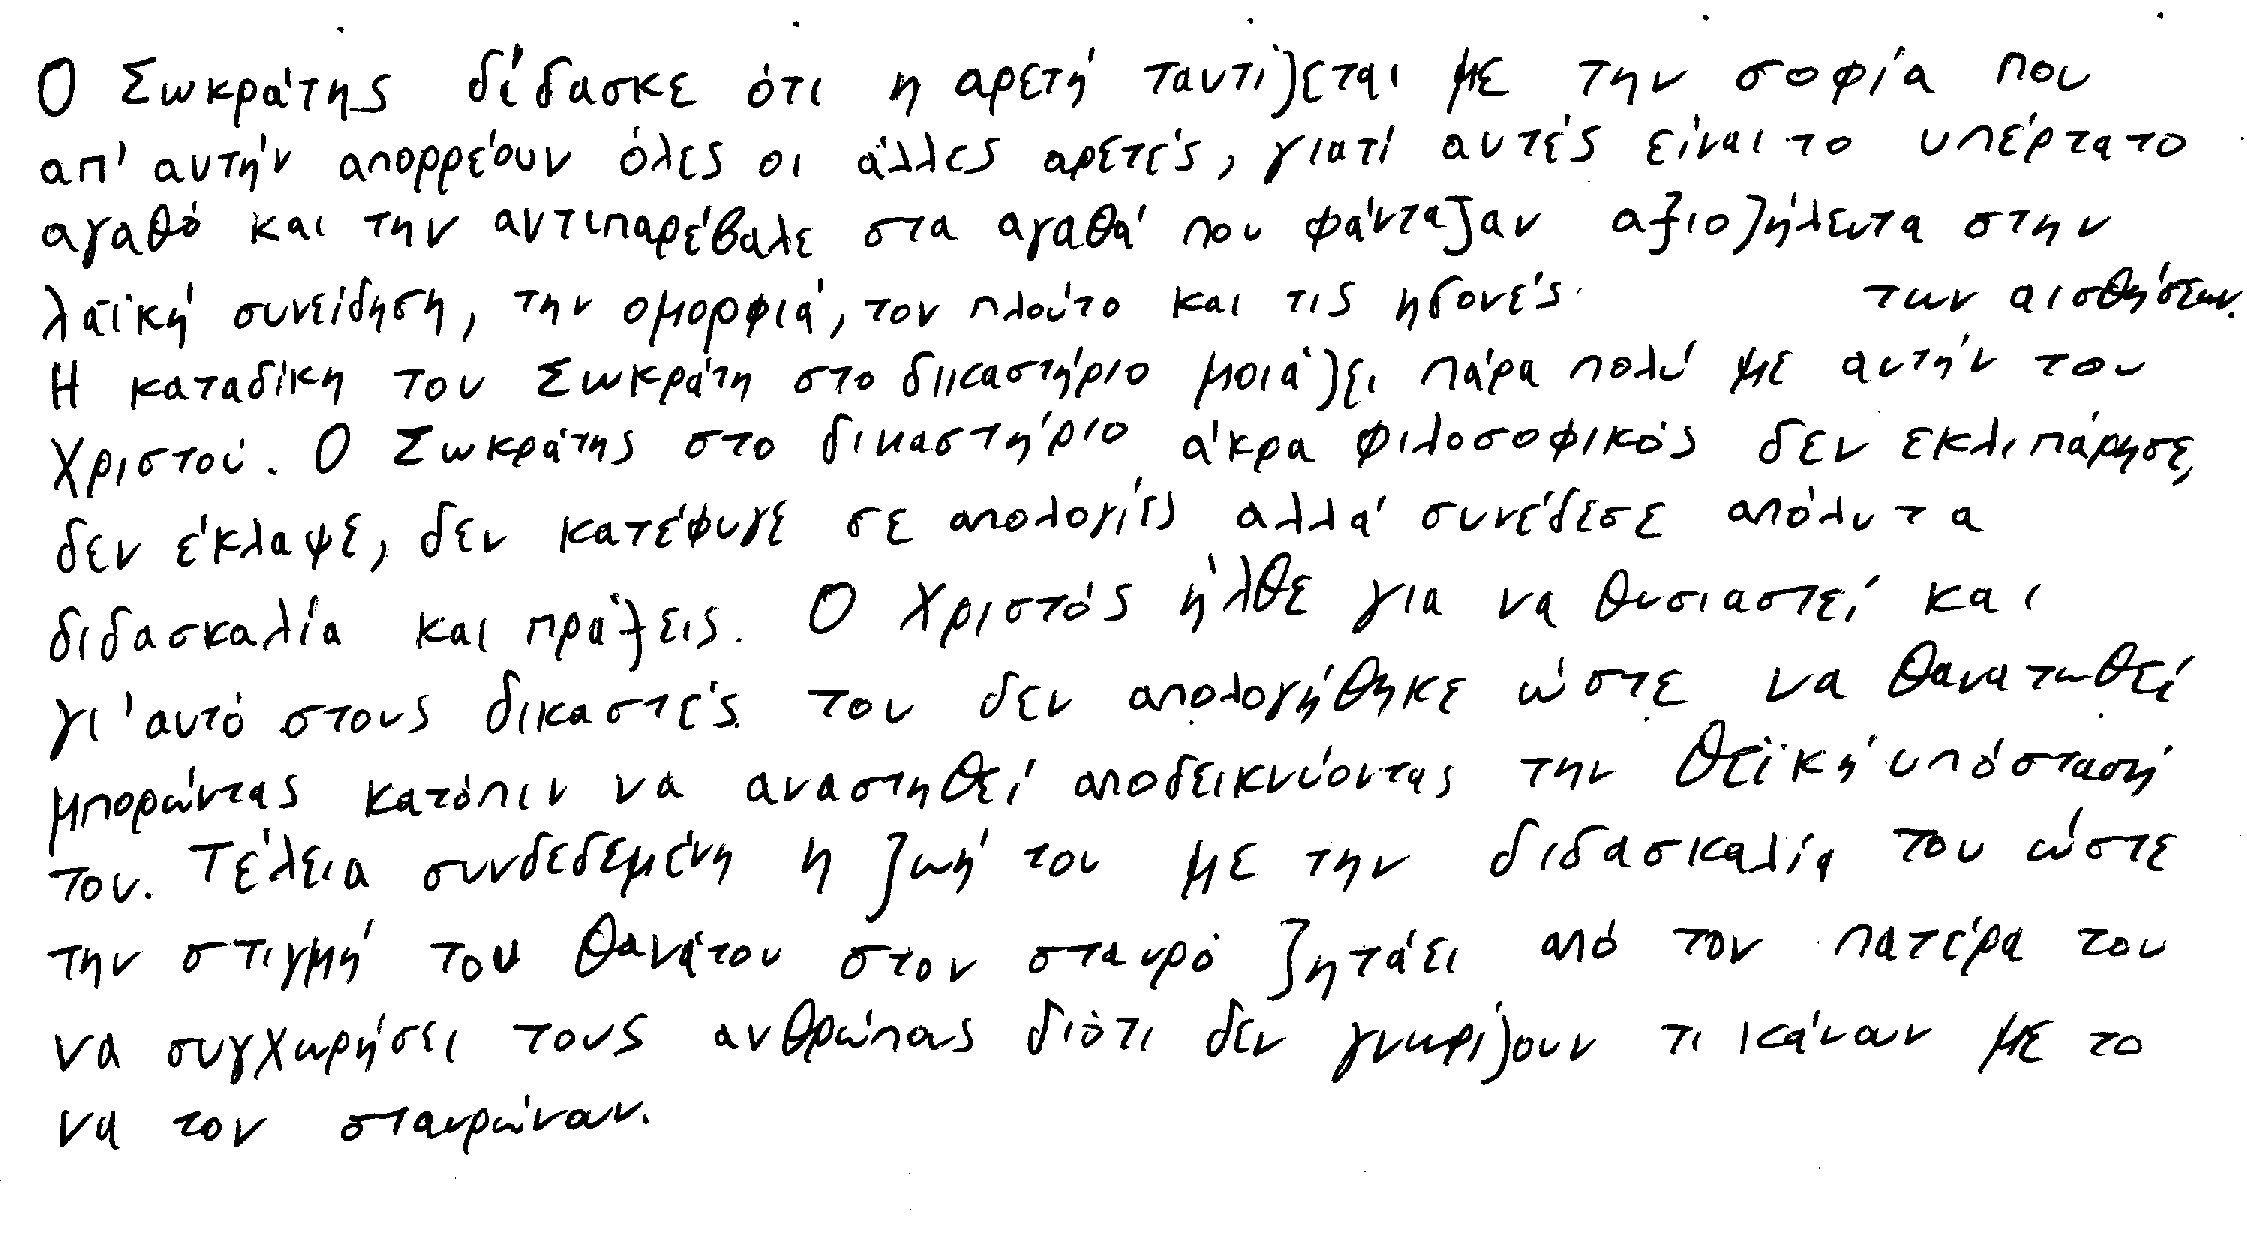 Ο Σωκράτης δίδασκε ότι η αρετή ταυτίζεται με την σοφία που
απ' αυτήν απορρέουν όλες οι άλλες αρετές, γιατί αυτές είναι το υπέρτατο
αγαθό και την αντιπαρέβαλε στα αγαθά που φάνταζαν αξιοζήλευτα στην
λαϊκή συνείδηση, την ομορφιά, τον πλούτο και τις ηδονές των αισθήσεων.
Η καταδίκη του Σωκράτη στο δικαστήριο μοιάζει πάρα πολύ με αυτήν του
Χριστού. Ο Σωκράτης στο δικαστήριο άκρα φιλοσοφικός δεν εκλιπάρησε,
δεν έκλαψε, δεν κατέφυγε σε απολογίες αλλά συνέδεσε απόλυτα
διδασκαλία και πράξεις. Ο Χριστός ήλθε για να θυσιαστεί και
γι' αυτό στους δικαστές του δεν απολογήθηκε ώστε να θανατωθεί
μπορώντας κατόπιν να αναστηθεί αποδεικνύοντας την θεϊκή υπόστασή
του. Τέλεια συνδεδεμένη η ζωή του με την διδασκαλία του ώστε
την στιγμή του θανάτου στον σταυρό ζητάει από τον πατέρα του
να συγχωρήσει τους ανθρώπους διότι δεν γνωρίζουν τι κάνουν με το
να τον σταυρώνουν.